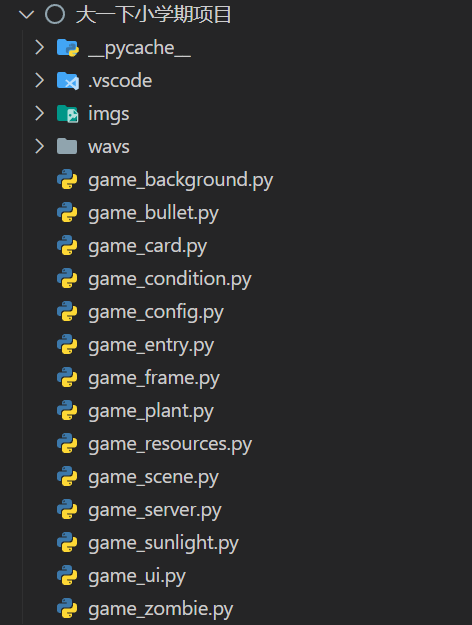 大一下小学期项目
__pycache__
.vscode
imgs
wavs
game_background.py
game_bullet.py
game_card.py
game_condition.py
game_config.py
game_entry.py
game_frame.py
game_plant.py
game_resources.py
game_scene.py
game_server.py
game_sunlight.py
game_ui.py
game_zombie.py